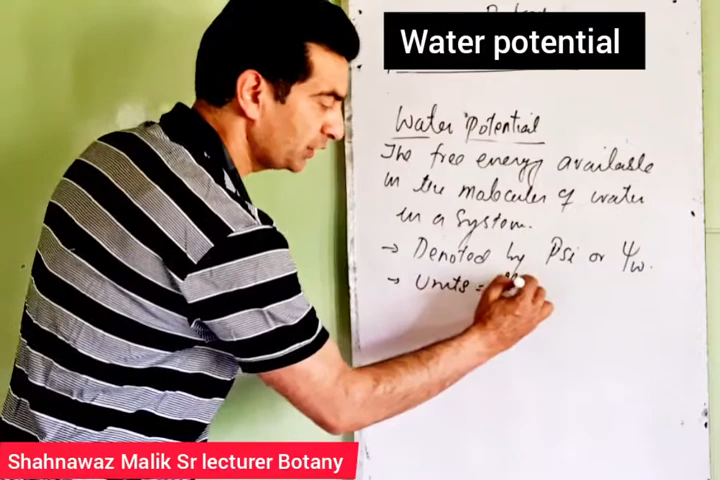 Water potential
Water Potential
The free energy available
in the molecules of water
in a system.
→ Denoted by Psi or Ψw.
→ Units =
Shahnawaz Malik Sr lecturer Botany